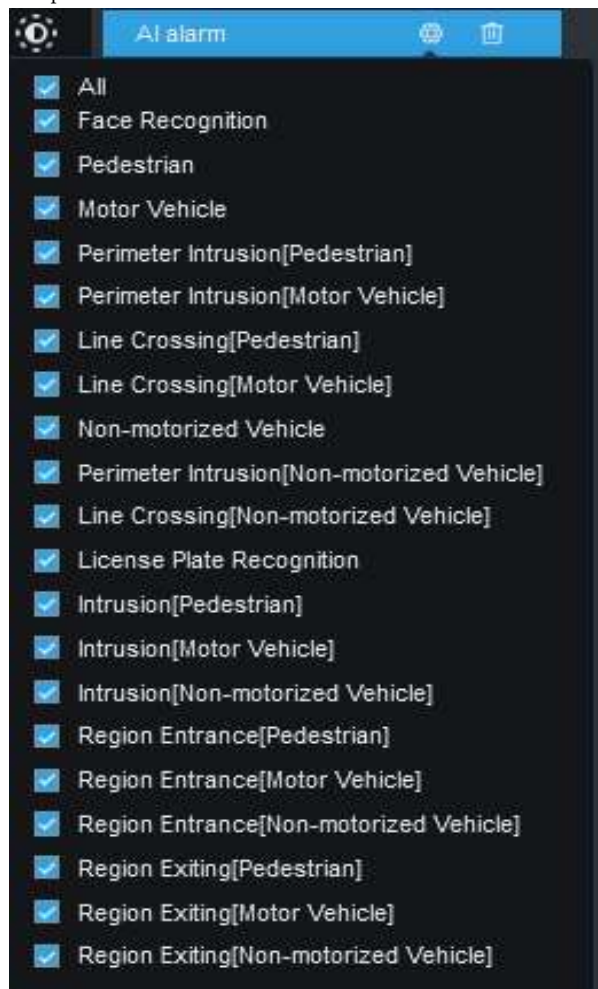 AI alarm
All
Face Recognition
Pedestrian
Motor Vehicle
Perimeter Intrusion[Pedestrian]
Perimeter Intrusion[Motor Vehicle]
Line Crossing[Pedestrian]
Line Crossing[Motor Vehicle]
Non-motorized Vehicle
Perimeter Intrusion[Non-motorized Vehicle]
Line Crossing[Non-motorized Vehicle]
License Plate Recognition
Intrusion[Pedestrian]
Intrusion[Motor Vehicle]
Intrusion[Non-motorized Vehicle]
Region Entrance[Pedestrian]
Region Entrance[Motor Vehicle]
Region Entrance[Non-motorized Vehicle]
Region Exiting[Pedestrian]
Region Exiting[Motor Vehicle]
Region Exiting[Non-motorized Vehicle]